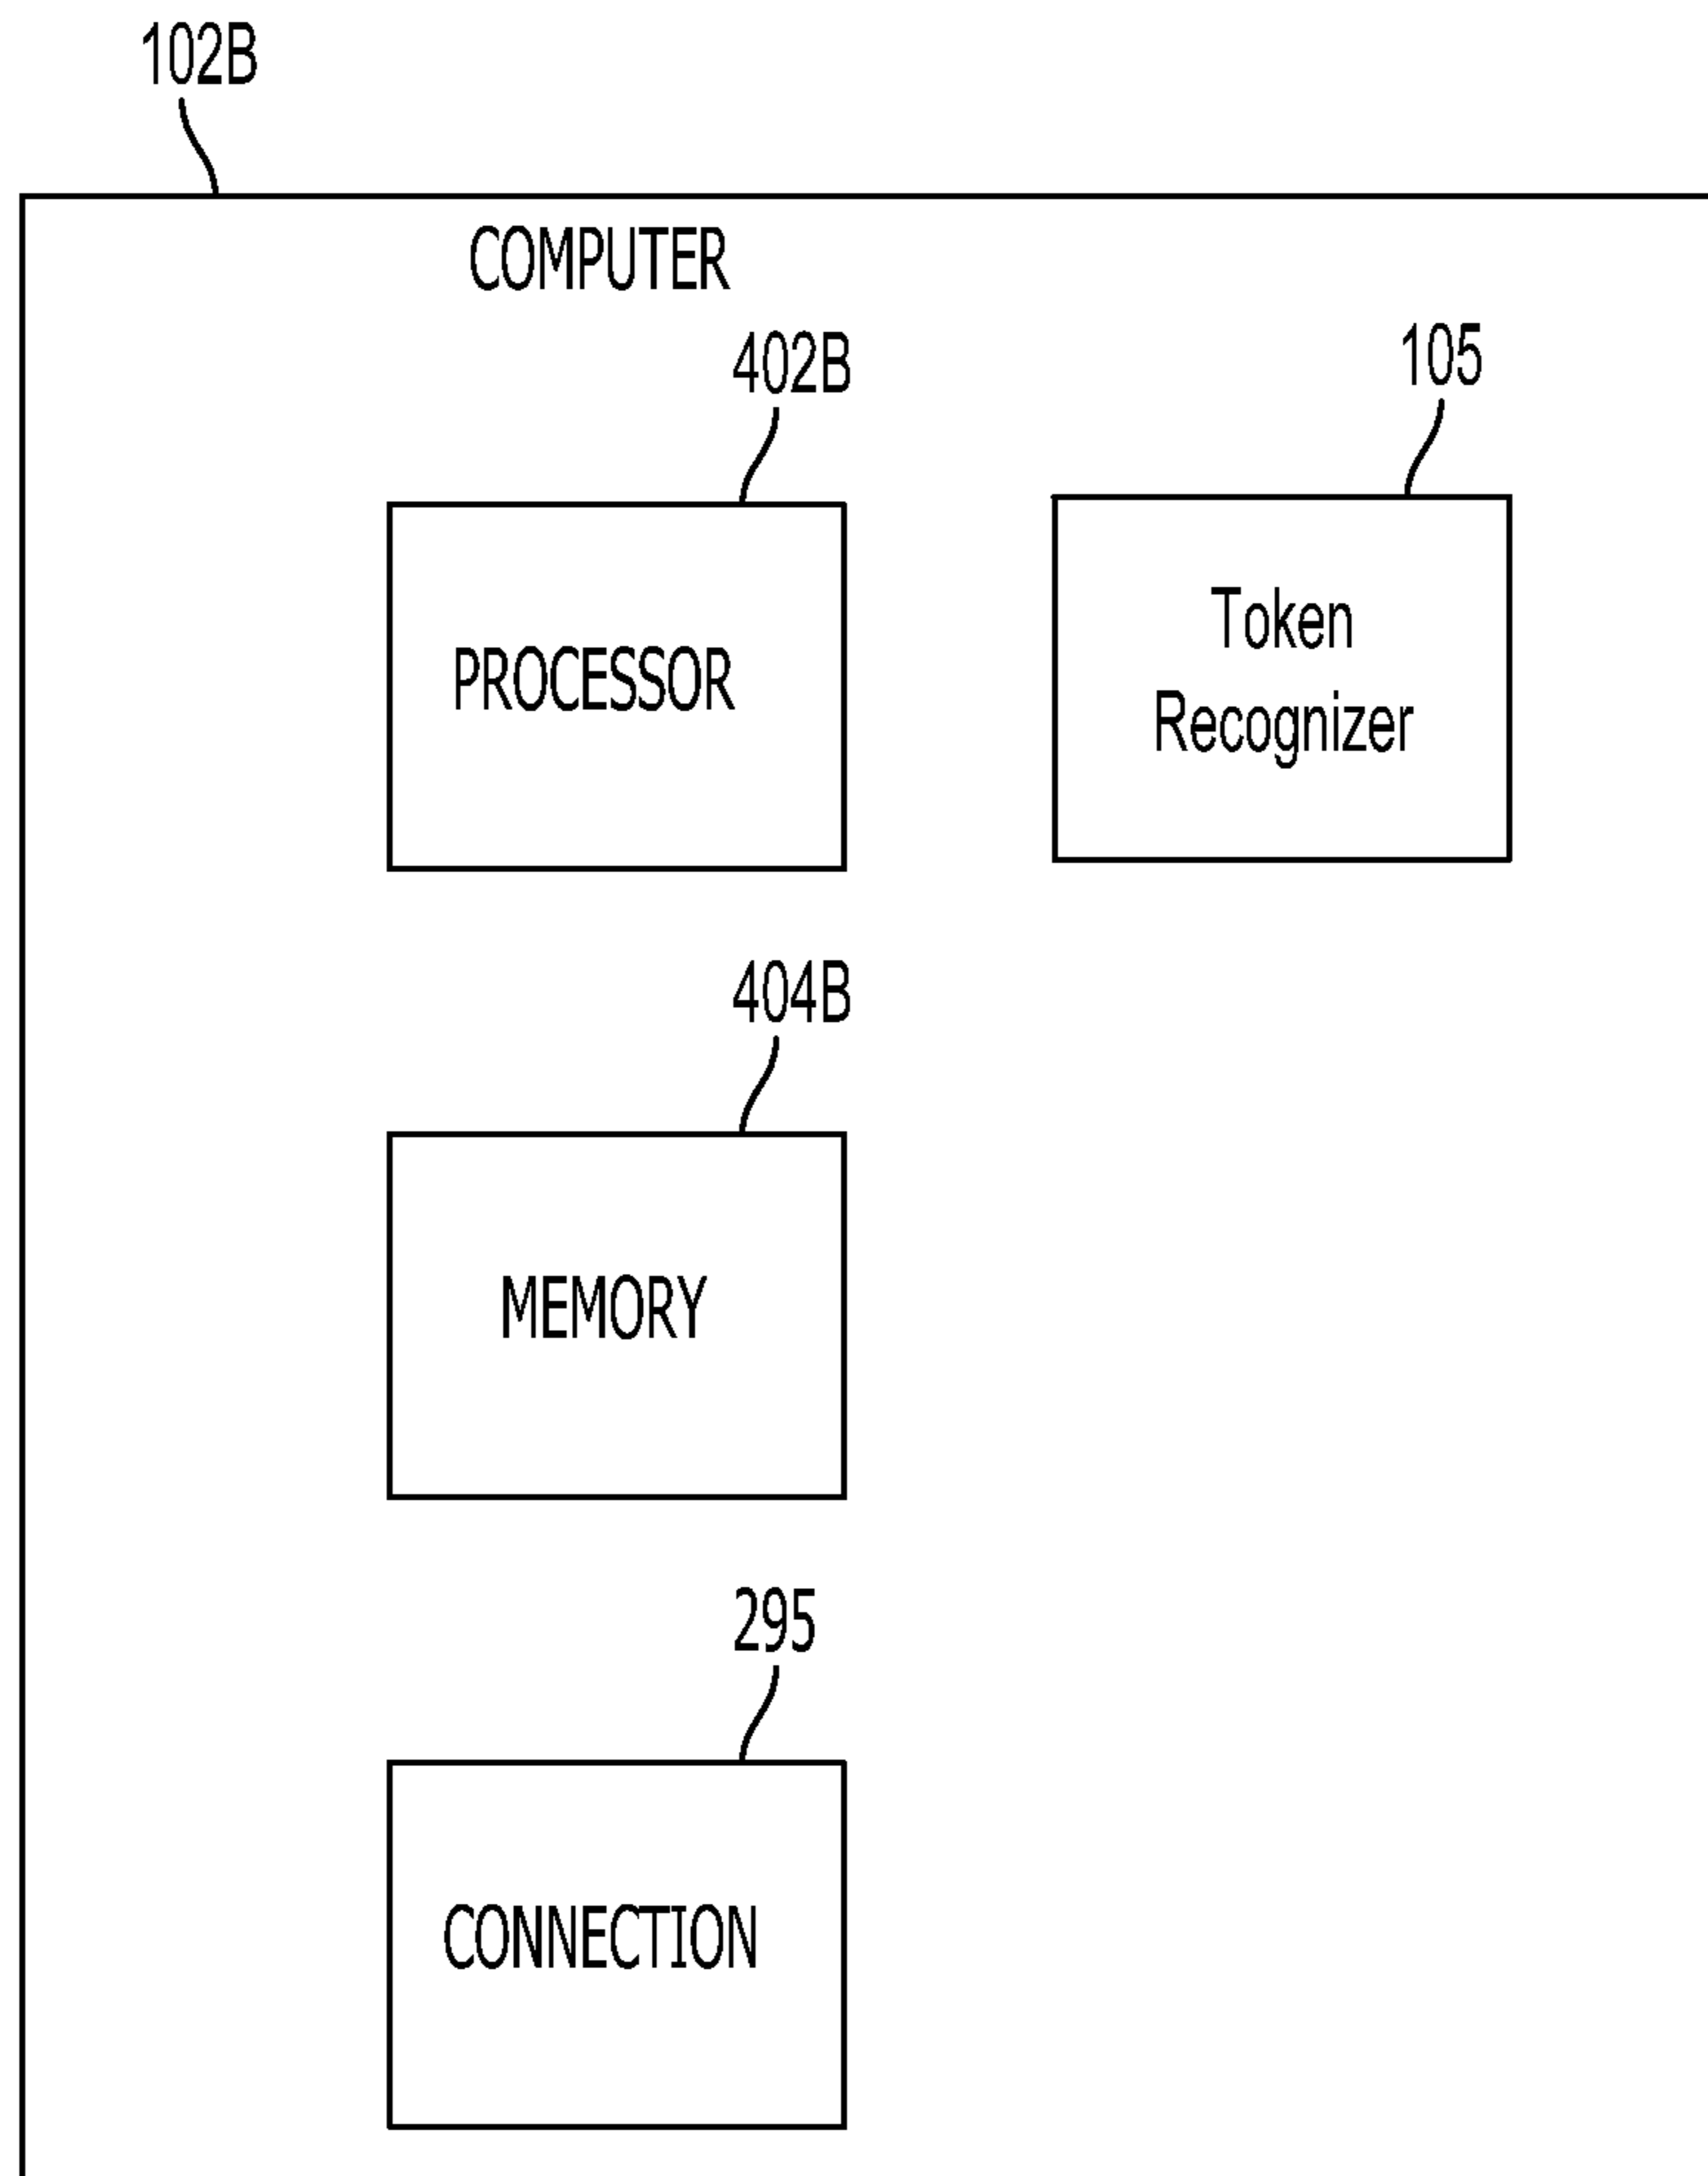 102B
COMPUTER
402B
105
PROCESSOR
Token
Recognizer
404B
MEMORY
295
CONNECTION